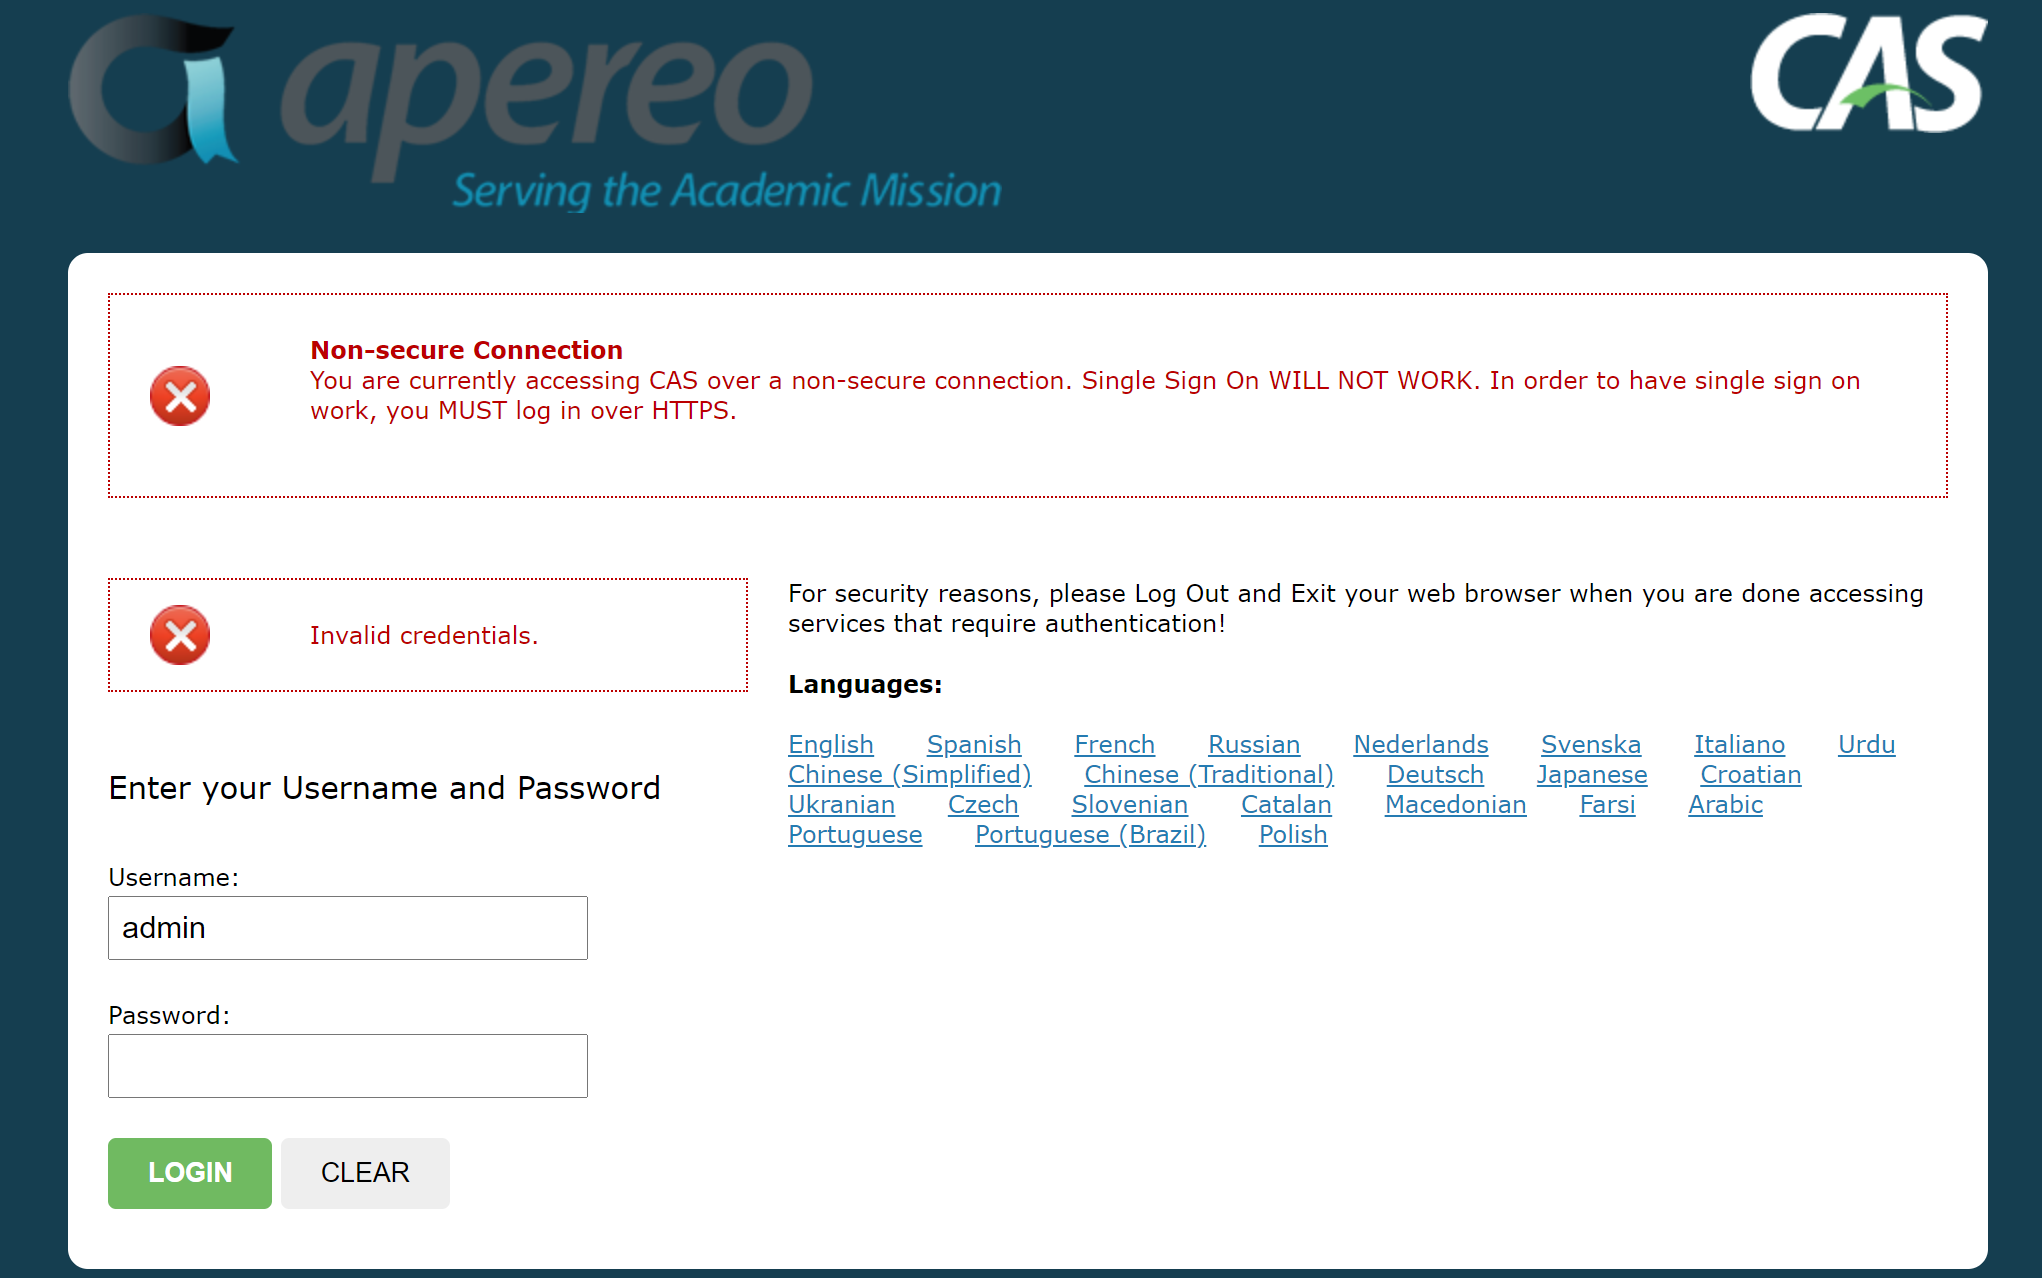 apereo
Serving the Academic Mission
CAS
Non-secure Connection
You are currently accessing CAS over a non-secure connection. Single Sign On WILL NOT WORK. In order to have single sign on
work, you MUST log in over HTTPS.
Invalid credentials.
Enter your Username and Password
Username:
admin
Password:
LOGIN CLEAR
For security reasons, please Log Out and Exit your web browser when you are done accessing
services that require authentication!
Languages:
English Spanish French Russian Nederlands Svenska Italiano Urdu
Chinese (Simplified) Chinese (Traditional) Deutsch Japanese Croatian
Ukranian Czech Slovenian Catalan Macedonian Farsi Arabic
Portuguese Portuguese (Brazil) Polish